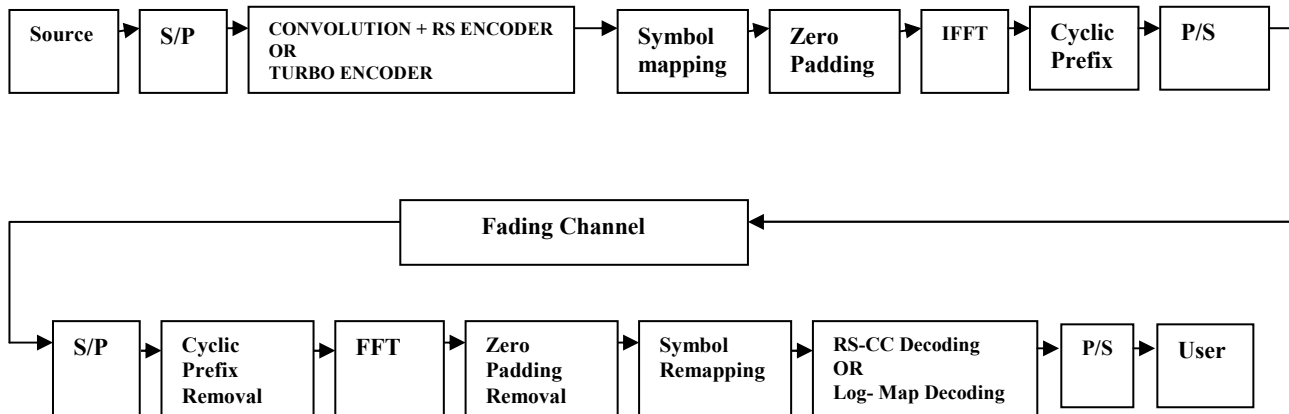 Source
S/P
CONVOLUTION + RS ENCODER
OR
TURBO ENCODER
Symbol
mapping
Zero
Padding
IFFT
Cyclic
Prefix
P/S
Fading Channel
S/P
Cyclic
Prefix
Removal
FFT
Zero
Padding
Removal
Symbol
Remapping
RS-CC Decoding
OR
Log- Map Decoding
P/S
User